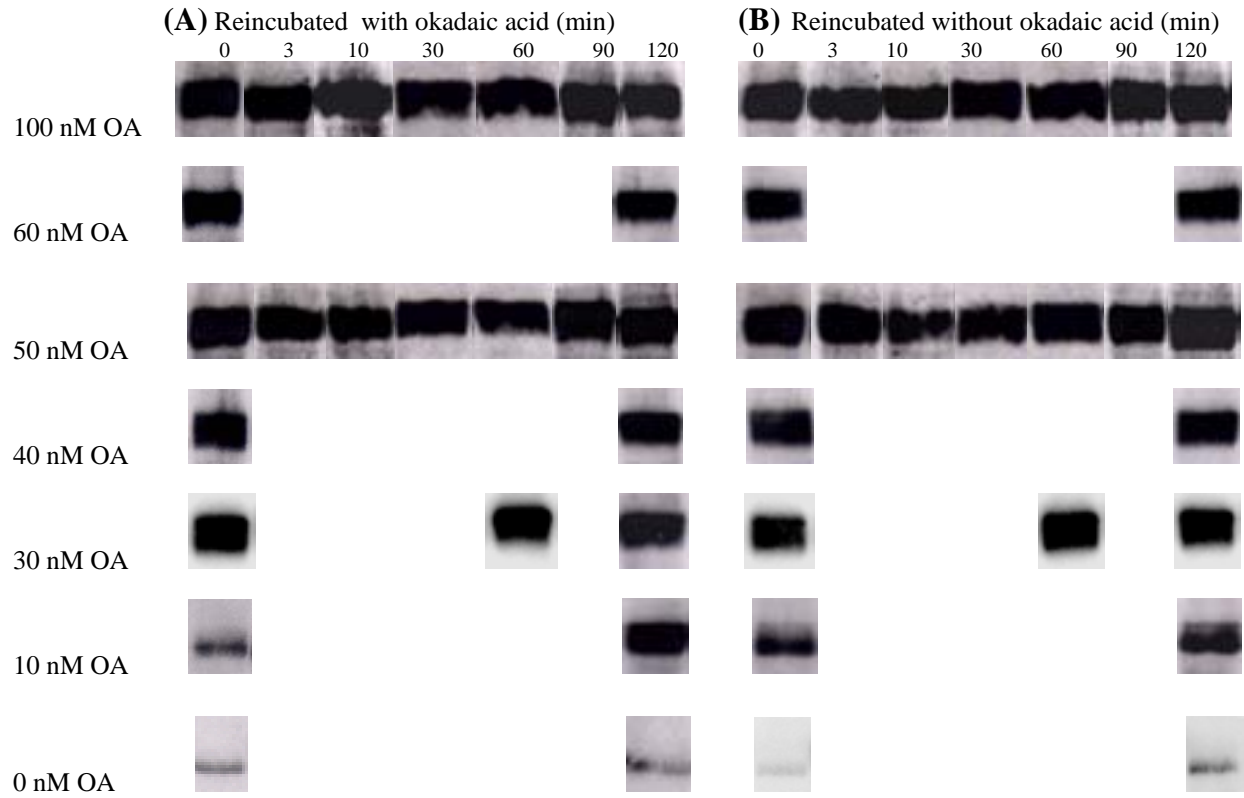 (A) Reincubated with okadaic acid (min)
(B) Reincubated without okadaic acid (min)
0 3 10 30 60 90 120
0 3 10 30 60 90 120
100 nM OA
60 nM OA
50 nM OA
40 nM OA
30 nM OA
10 nM OA
0 nM OA